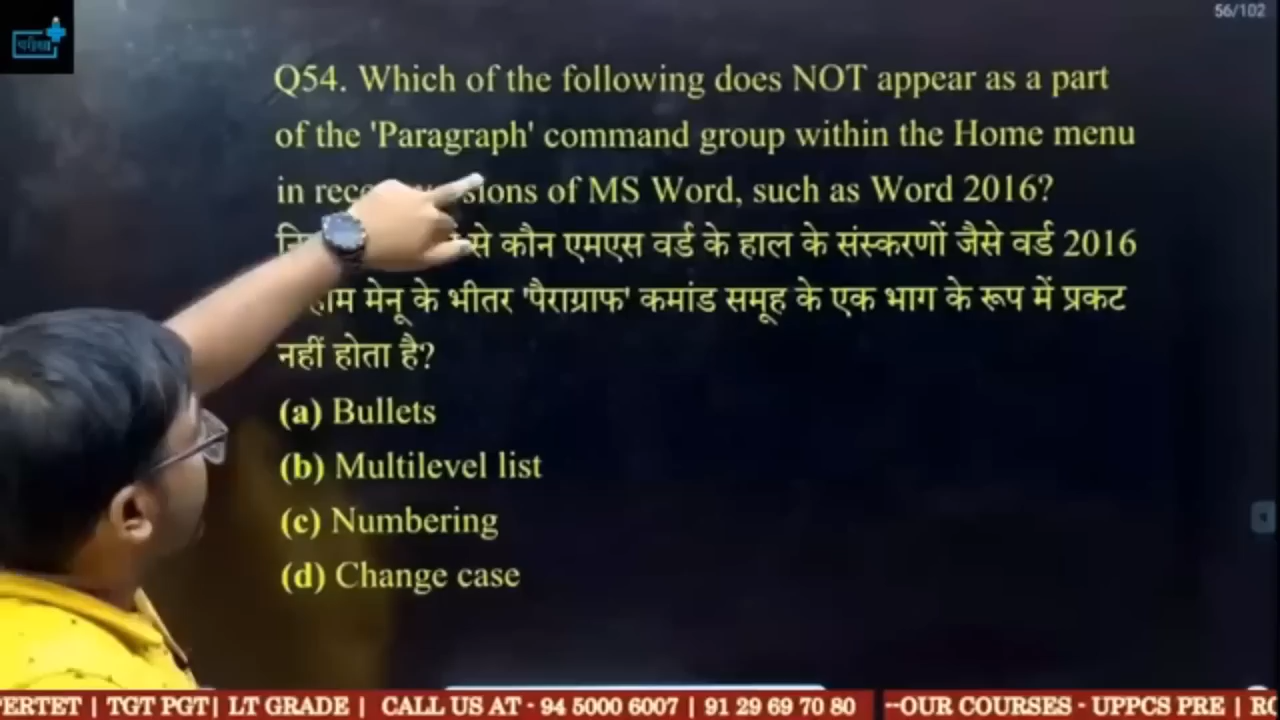 56/102
परीक्षा
Q54. Which of the following does NOT appear as a part
of the 'Paragraph' command group within the Home menu
in of MS Word, such as Word 2016?
से कौन एमएस वर्ड के हाल के संस्करणों जैसे वर्ड 2016
मेनू के भीतर 'पैराग्राफ' कमांड समूह के एक भाग के रूप में प्रकट
नहीं होता है?
(a) Bullets
(b) Multilevel list
(c) Numbering
(d) Change case
PERTET | TGT PGT| LT GRADE | CALL US AT - 94 5000 6007 | 91 29 69 70 80 --OUR COURSES - UPPCS PRE |